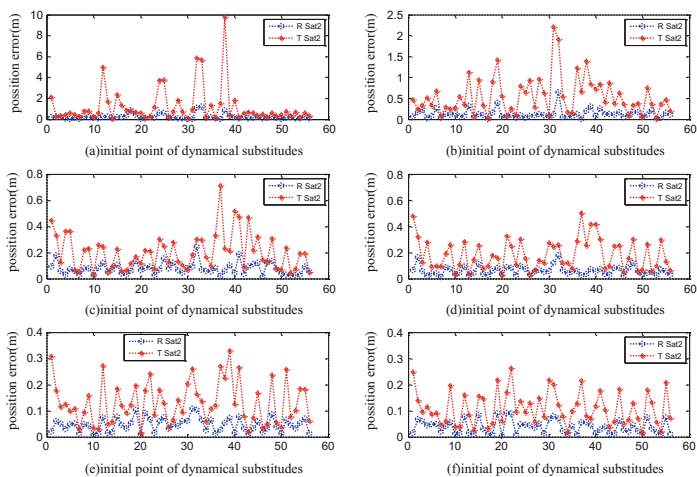 possition error(m)
10
8
6
4
2
0
0 10 20 30 40 50 60
R Sat2
T Sat2
(a)initial point of dynamical substitudes
possition error(m)
2.5
2
1.5
1
0.5
0
0 10 20 30 40 50 60
R Sat2
T Sat2
(b)initial point of dynamical substitudes
possition error(m)
0.8
0.6
0.4
0.2
0
0 10 20 30 40 50 60
R Sat2
T Sat2
(c)initial point of dynamical substitudes
possition error(m)
0.8
0.6
0.4
0.2
0
0 10 20 30 40 50 60
R Sat2
T Sat2
(d)initial point of dynamical substitudes
possition error(m)
0.4
0.3
0.2
0.1
0
0 10 20 30 40 50 60
R Sat2
T Sat2
(e)initial point of dynamical substitudes
possition error(m)
0.4
0.3
0.2
0.1
0
0 10 20 30 40 50 60
R Sat2
T Sat2
(f)initial point of dynamical substitudes